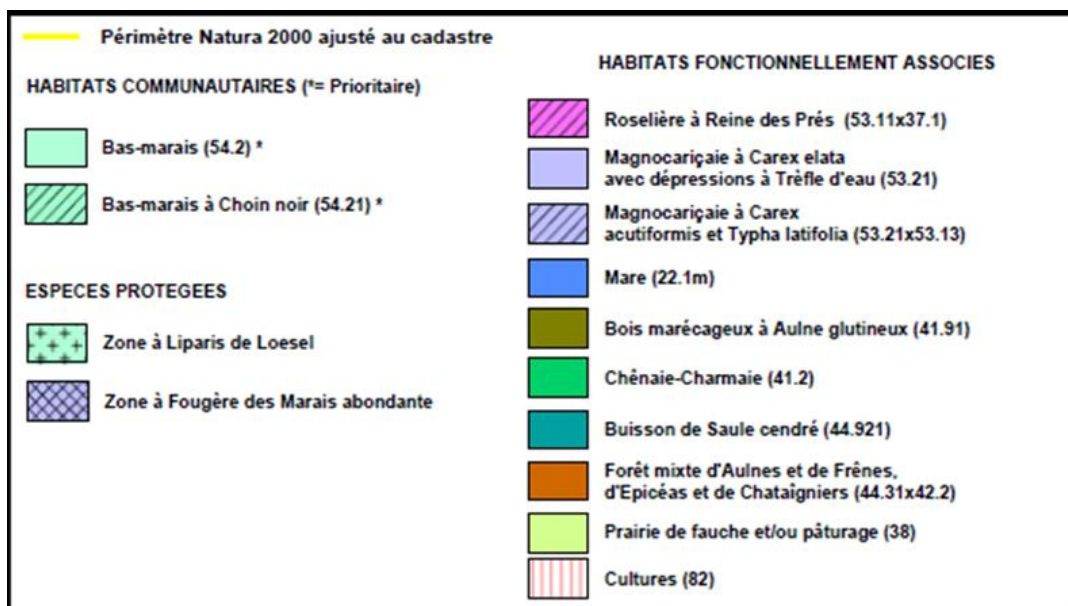 Périmètre Natura 2000 ajusté au cadastre
HABITATS COMMUNAUTAIRES (*= Prioritaire)
Bas-marais (54.2) *
Bas-marais à Choin noir (54.21) *
ESPECES PROTEGEES
Zone à Liparis de Loesel
Zone à Fougère des Marais abondante
HABITATS FONCTIONNELLEMENT ASSOCIES
Roselière à Reine des Prés (53.11x37.1)
Magnocariçaie à Carex elata
avec dépressions à Trèfle d'eau (53.21)
Magnocariçaie à Carex
acutiformis et Typha latifolia (53.21x53.13)
Mare (22.1m)
Bois marécageux à Aulne glutineux (41.91)
Chênaie-Charmaie (41.2)
Buisson de Saule cendré (44.921)
Forêt mixte d'Aulnes et de Frênes,
d'Epicéas et de Chataîgniers (44.31x42.2)
Prairie de fauche et/ou pâturage (38)
Cultures (82)